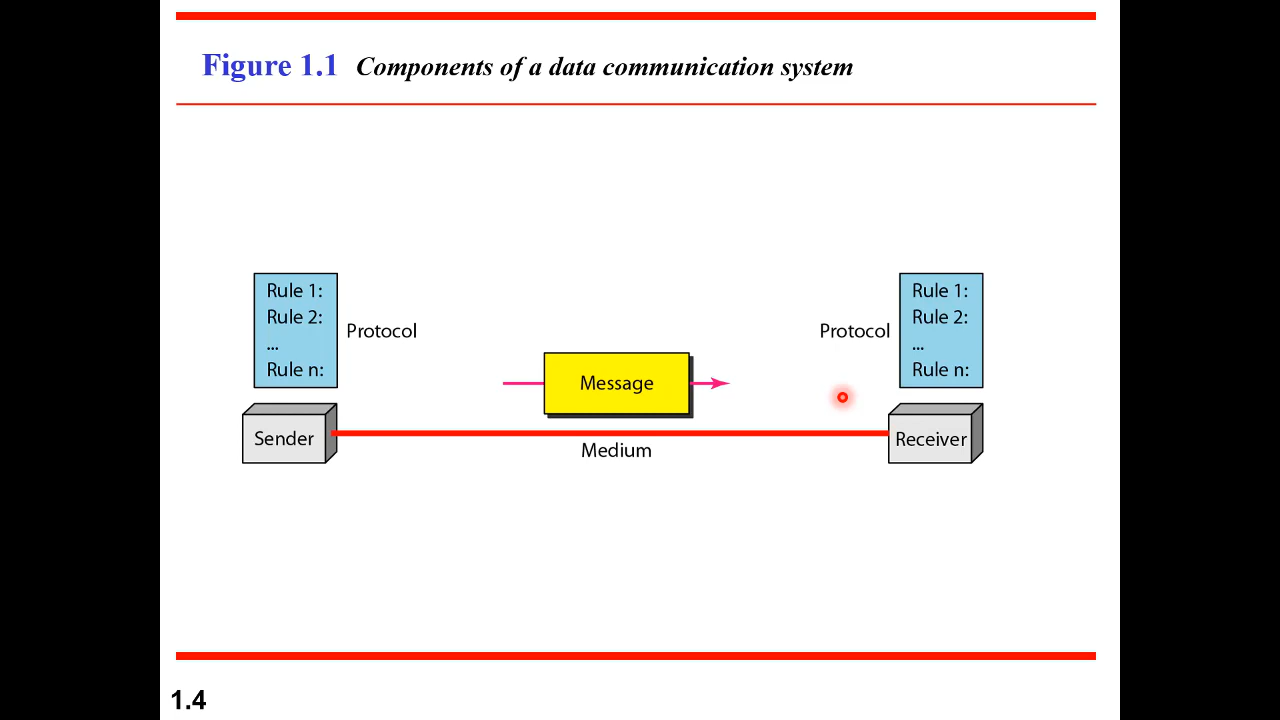 Figure 1.1 Components of a data communication system
Rule 1:
Rule 2:
...
Rule n:
Protocol
Protocol
Rule 1:
Rule 2:
...
Rule n:
Message
Sender
Medium
Receiver
1.4